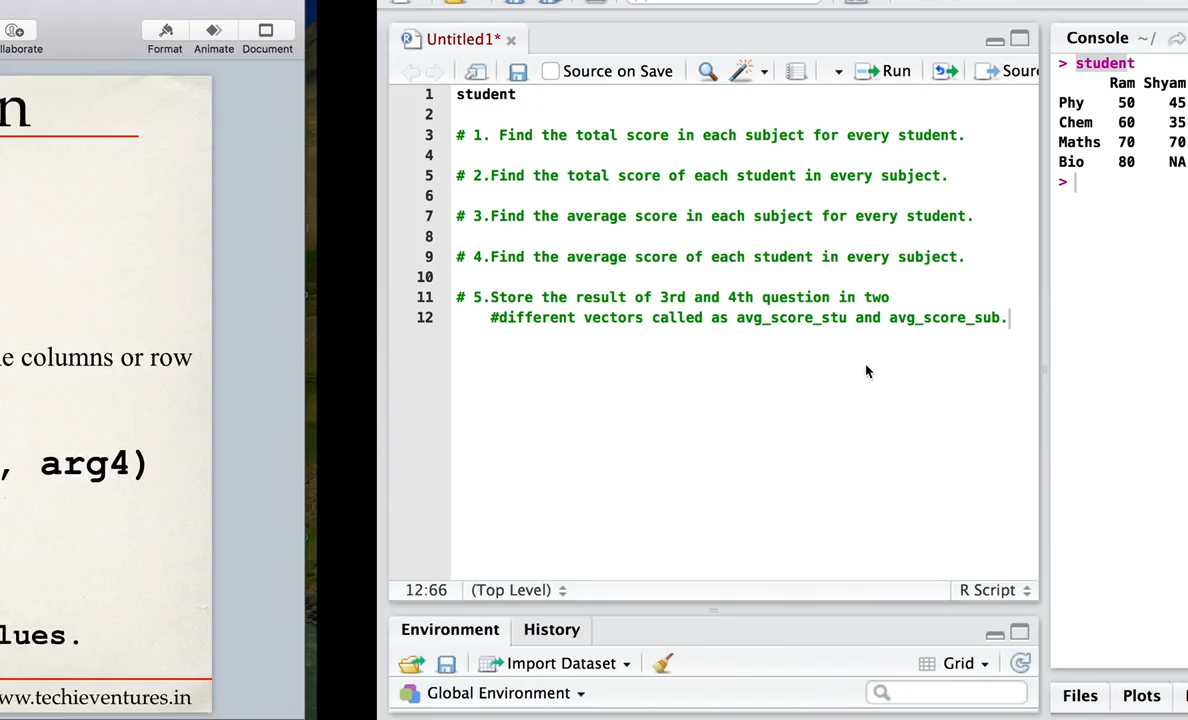 llaborate
Format
Animate
Document
n
e columns or row
, arg4)
lues.
ww.techieventures.in
Untitled1*
Source on Save
Run
Sour
1 student
2
3 # 1. Find the total score in each subject for every student.
4
5 # 2.Find the total score of each student in every subject.
6
7 # 3.Find the average score in each subject for every student.
8
9 # 4.Find the average score of each student in every subject.
10
11 # 5.Store the result of 3rd and 4th question in two
12 #different vectors called as avg_score_stu and avg_score_sub.
12:66
(Top Level)
R Script
Environment
History
Import Dataset
Grid
Global Environment
Console ~/
> student
Ram Shyam
Phy 50 45
Chem 60 35
Maths 70 70
Bio 80 NA
>
Files
Plots